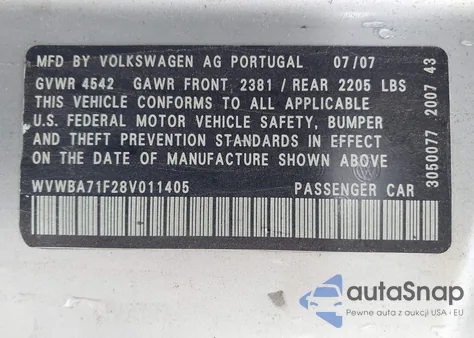 MFD BY VOLKSWAGEN AG PORTUGAL 07/07
GVWR 4542 GAWR FRONT 2381 / REAR 2205 LBS
THIS VEHICLE CONFORMS TO ALL APPLICABLE
U.S. FEDERAL MOTOR VEHICLE SAFETY, BUMPER
AND THEFT PREVENTION STANDARDS IN EFFECT
ON THE DATE OF MANUFACTURE SHOWN ABOVE.
WVWBA71F28V011405 PASSENGER CAR
3050077 2007 43
autoSnap
Pewne auta z aukcji USA - EU